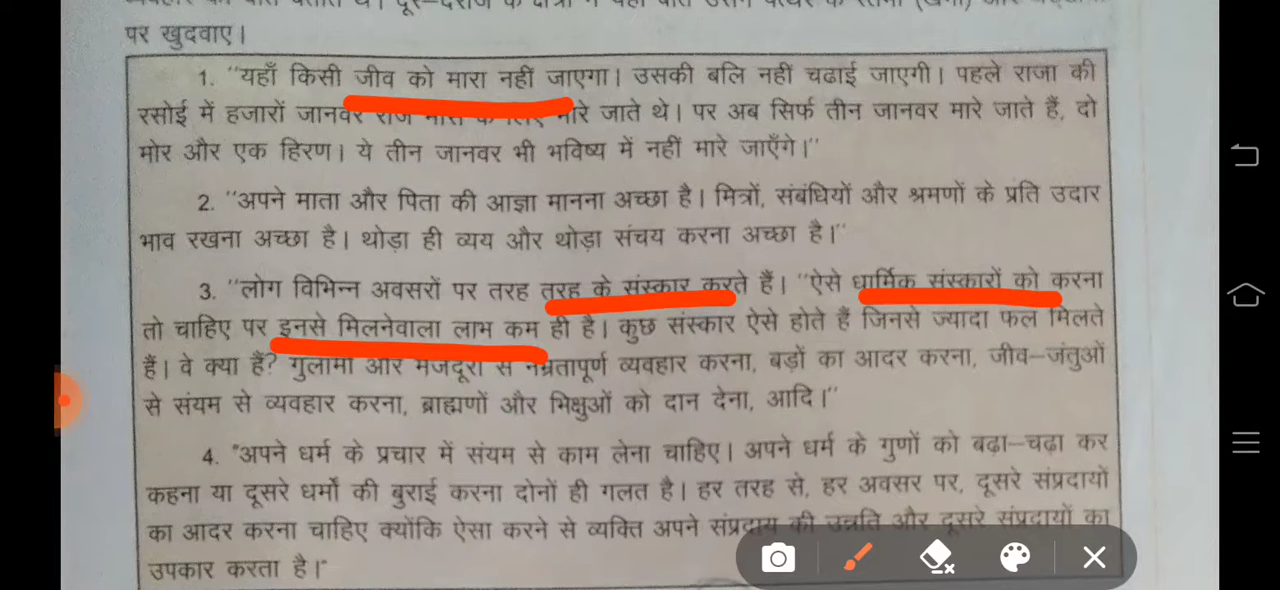 पर खुदवाए।
1. "यहाँ किसी जीव को मारा नहीं जाएगा। उसकी बलि नहीं चढाई जाएगी। पहले राजा की
रसोई में हजारों जानवर रोज मारे जाते थे। पर अब सिर्फ तीन जानवर मारे जाते हैं, दो
मोर और एक हिरण। ये तीन जानवर भी भविष्य में नहीं मारे जाएँगे।"
2. "अपने माता और पिता की आज्ञा मानना अच्छा है। मित्रों, संबंधियों और श्रमणों के प्रति उदार
भाव रखना अच्छा है। थोड़ा ही व्यय और थोड़ा संचय करना अच्छा है।"
3. "लोग विभिन्न अवसरों पर तरह तरह के संस्कार करते हैं। "ऐसे धार्मिक संस्कारों को करना
तो चाहिए पर इनसे मिलनेवाला लाभ कम ही है। कुछ संस्कार ऐसे होते हैं जिनसे ज्यादा फल मिलते
हैं। वे क्या हैं? गुलामों और मजदूरों से नम्रतापूर्ण व्यवहार करना, बड़ों का आदर करना, जीव-जंतुओं
से संयम से व्यवहार करना, ब्राह्मणों और भिक्षुओं को दान देना, आदि।"
4. "अपने धर्म के प्रचार में संयम से काम लेना चाहिए। अपने धर्म के गुणों को बढ़ा-चढ़ा कर
कहना या दूसरे धर्मों की बुराई करना दोनों ही गलत है। हर तरह से, हर अवसर पर, दूसरे संप्रदायों
का आदर करना चाहिए क्योंकि ऐसा करने से व्यक्ति अपने संप्रदाय की उन्नति और दूसरे संप्रदायों का
उपकार करता है।"